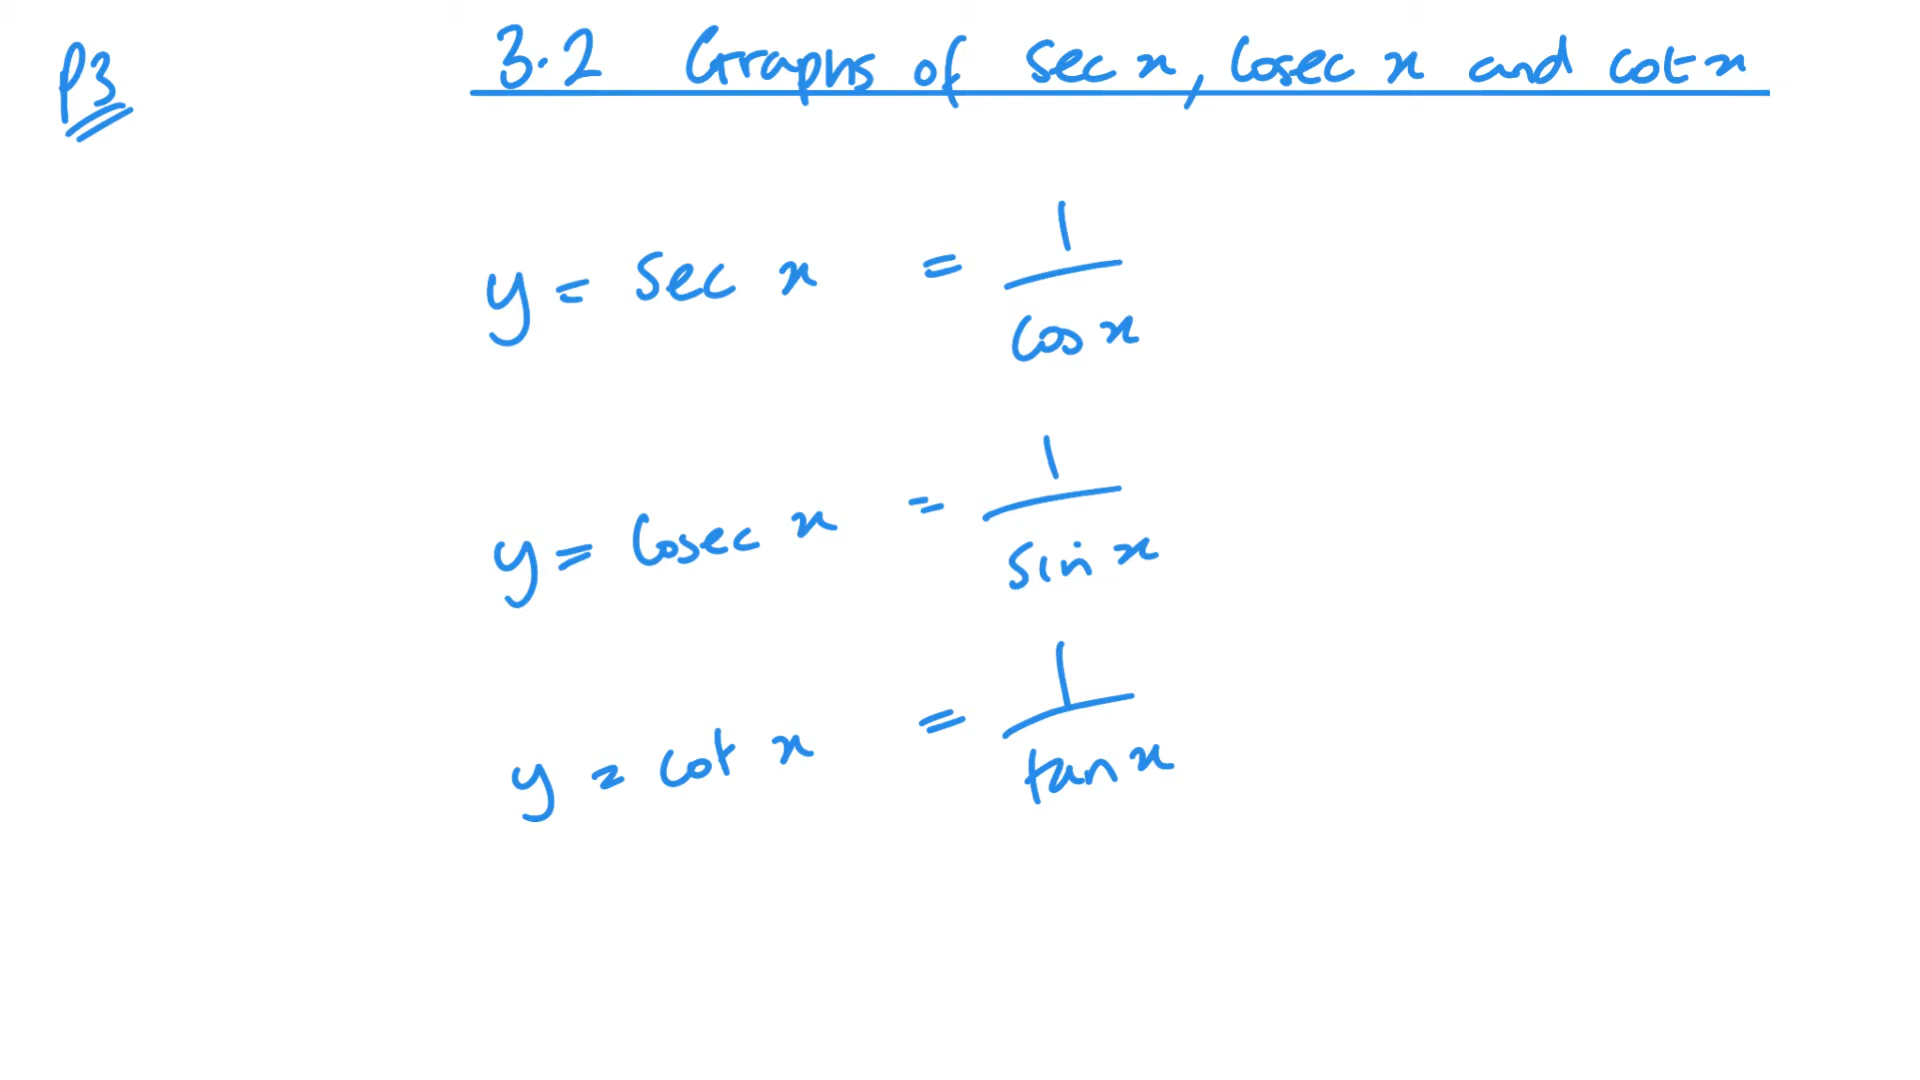 P3
3.2 Graphs of sec x, cosec x and cot x
y = sec x = 1/cos x
y = cosec x = 1/sin x
y = cot x = 1/tan x